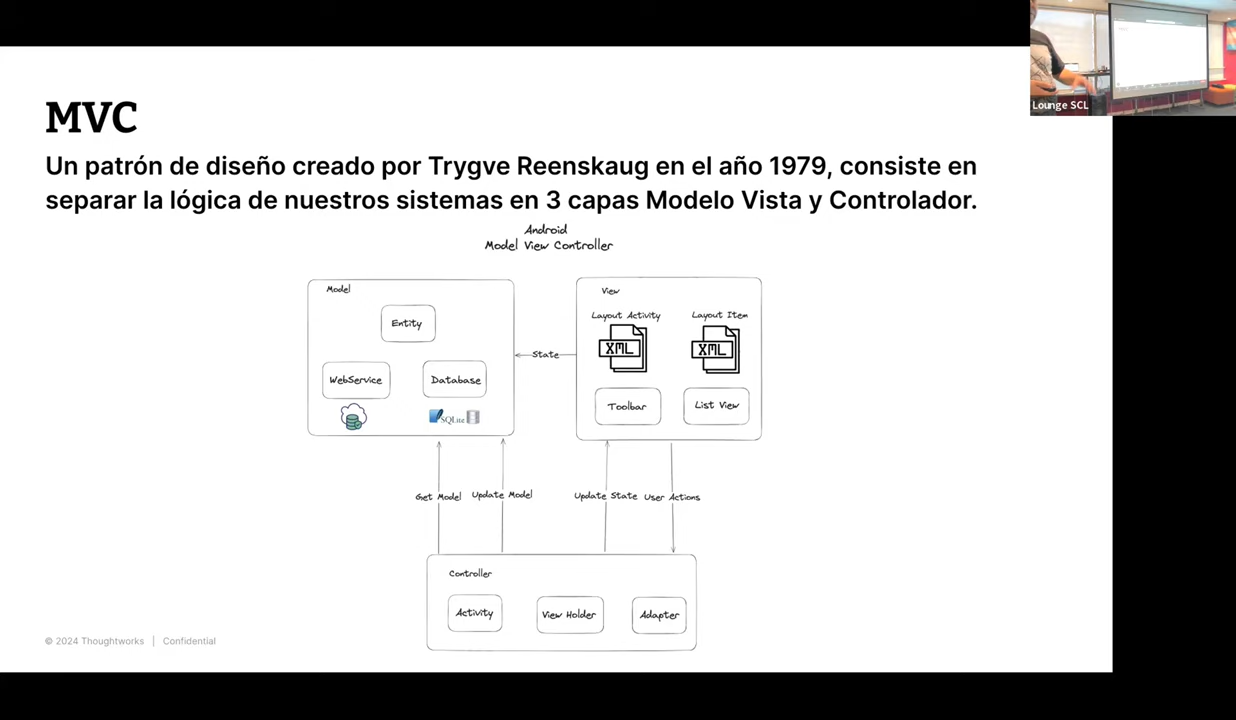 MVC
Un patrón de diseño creado por Trygve Reenskaug en el año 1979, consiste en
separar la lógica de nuestros sistemas en 3 capas Modelo Vista y Controlador.
Android
Model View Controller
Model
Entity
WebService
Database
SQLite
State
View
Layout Activity
Layout Item
XML
XML
Toolbar
List View
Get Model
Update Model
Update State
User Actions
Controller
Activity
View Holder
Adapter
© 2024 Thoughtworks | Confidential
Lounge SCL